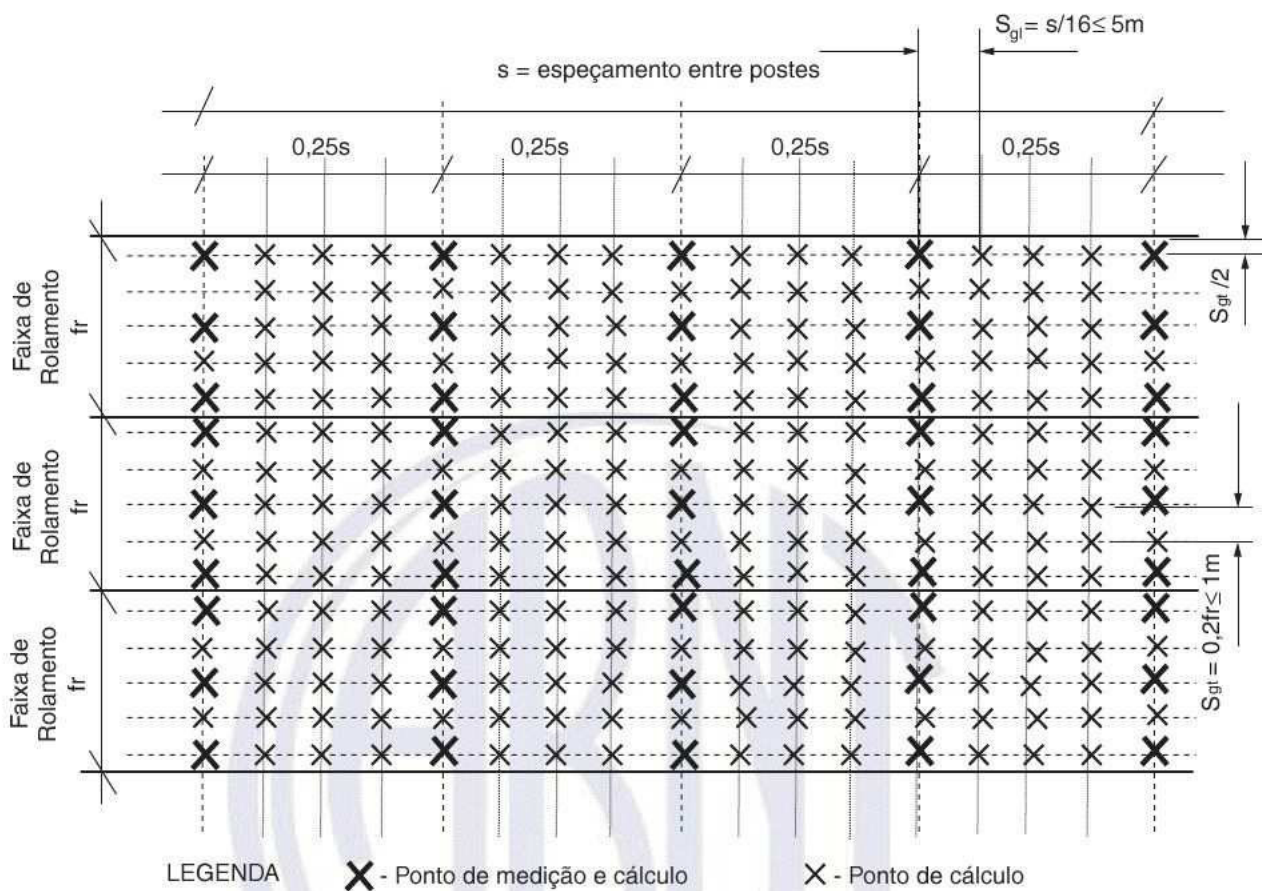 S_gl = s/16≤ 5m
s = espeçamento entre postes
0,25s 0,25s 0,25s 0,25s
Faixa de
Rolamento
fr
S_gt /2
Faixa de
Rolamento
fr
Faixa de
Rolamento
fr
S_gl = 0,2fr≤ 1m
ABNT
LEGENDA X - Ponto de medição e cálculo X - Ponto de cálculo